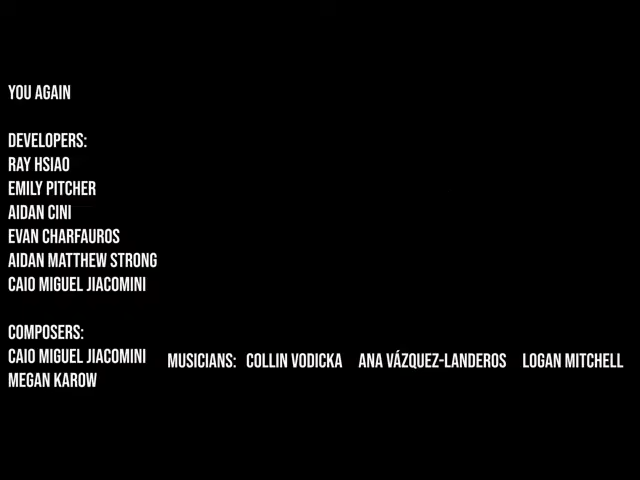 YOU AGAIN
DEVELOPERS:
RAY HSIAO
EMILY PITCHER
AIDAN CINI
EVAN CHARFAUROS
AIDAN MATTHEW STRONG
CAIO MIGUEL JIACOMINI
COMPOSERS:
CAIO MIGUEL JIACOMINI
MEGAN KAROW
MUSICIANS: COLLIN VODICKA ANA VÁZQUEZ-LANDEROS LOGAN MITCHELL